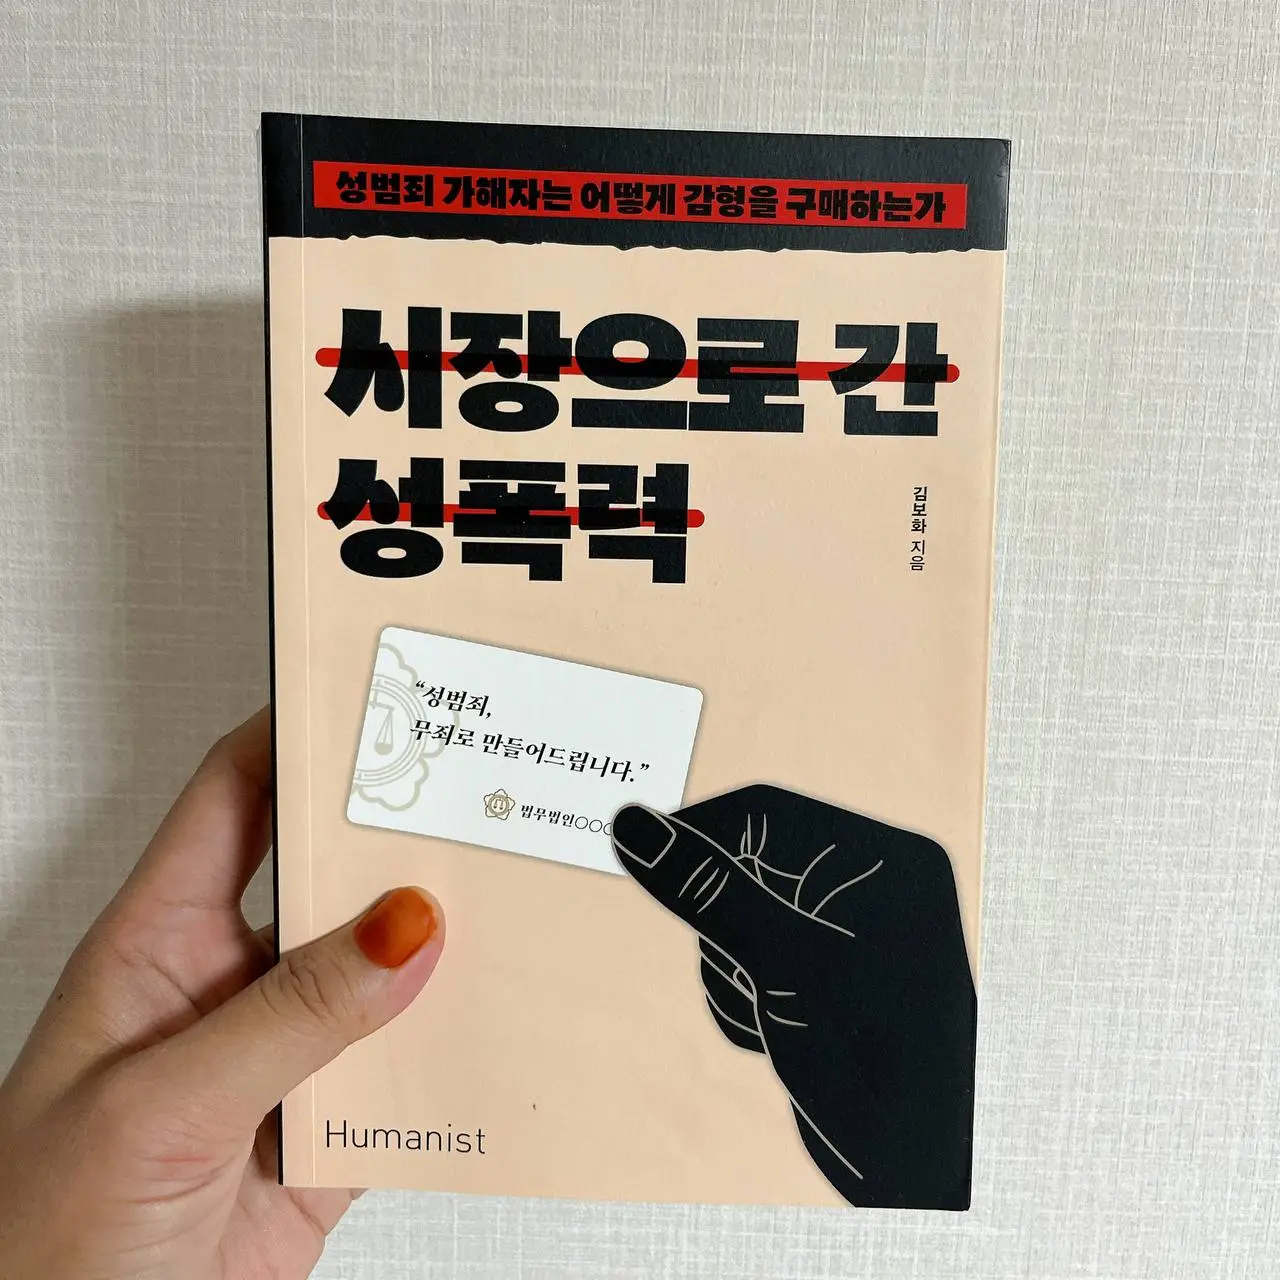 성범죄 가해자는 어떻게 감형을 구매하는가
시장으로 간
성폭력
김보화 지음
“성범죄,
무죄로 만들어드립니다.”
법무법인○○○
Humanist